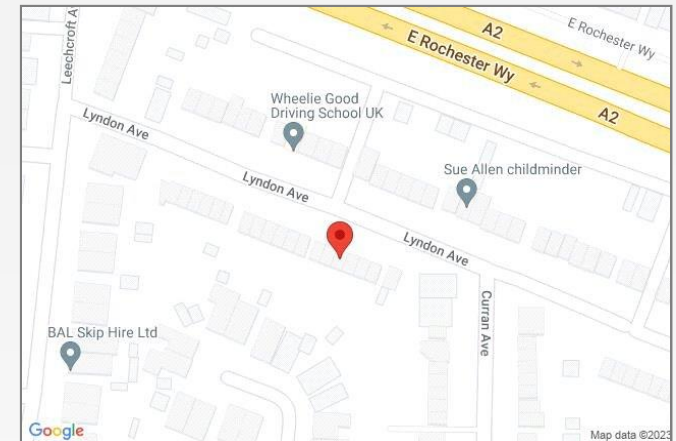 Leechcroft Av
A2
E Rochester Wy
E Rochester Wy
A2
Wheelie Good
Driving School UK
Lyndon Ave
Sue Allen childminder
Lyndon Ave
Lyndon Ave
Curran Ave
BAL Skip Hire Ltd
Google
Map data ©2023